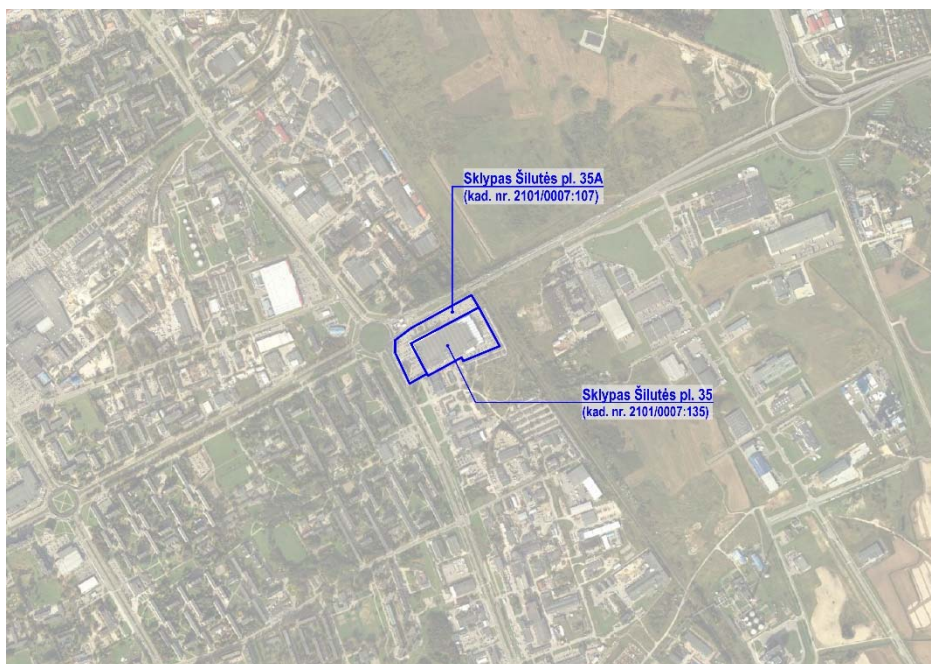 Sklypas Šilutės pl. 35A
(kad. nr. 2101/0007:107)
Sklypas Šilutės pl. 35
(kad. nr. 2101/0007:135)